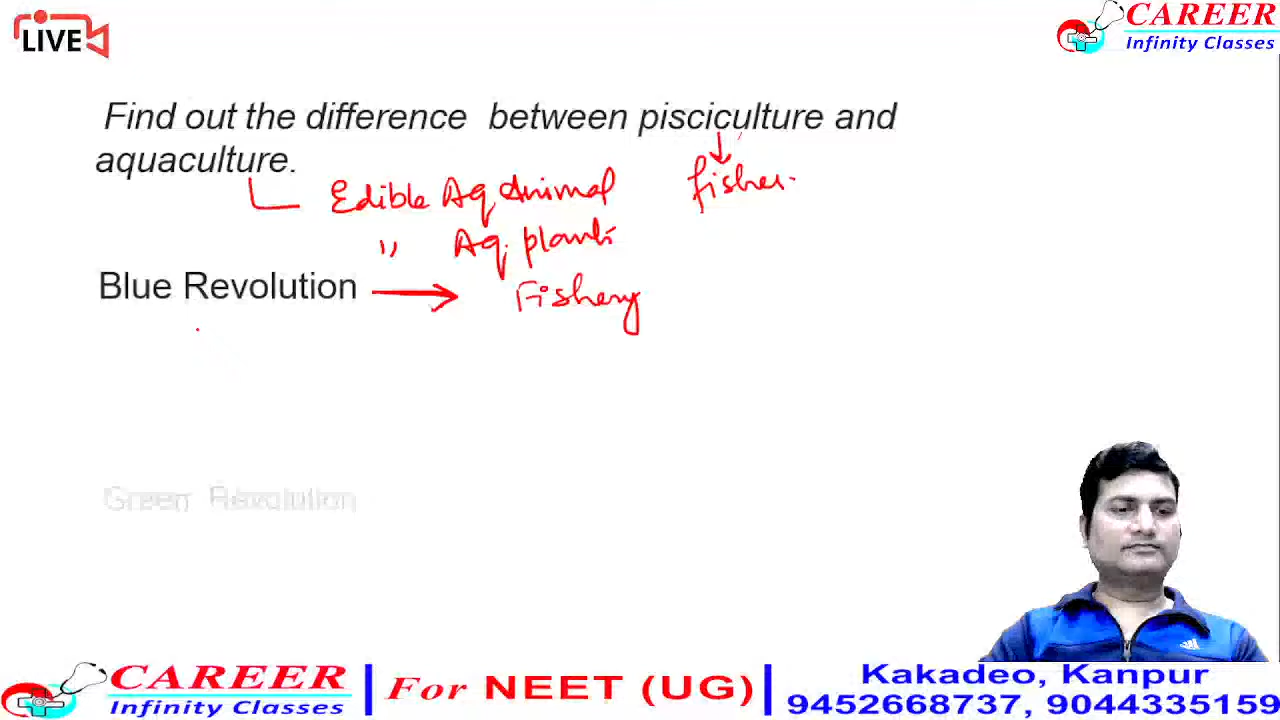 LIVE
CAREER
Infinity Classes
Find out the difference between pisciculture and
aquaculture.
Edible Aq Animal
fisher.
,, Aq. plants
Blue Revolution
Fishery
Green Revolution
CAREER
Infinity Classes
For NEET (UG)
Kakadeo, Kanpur
9452668737, 9044335159